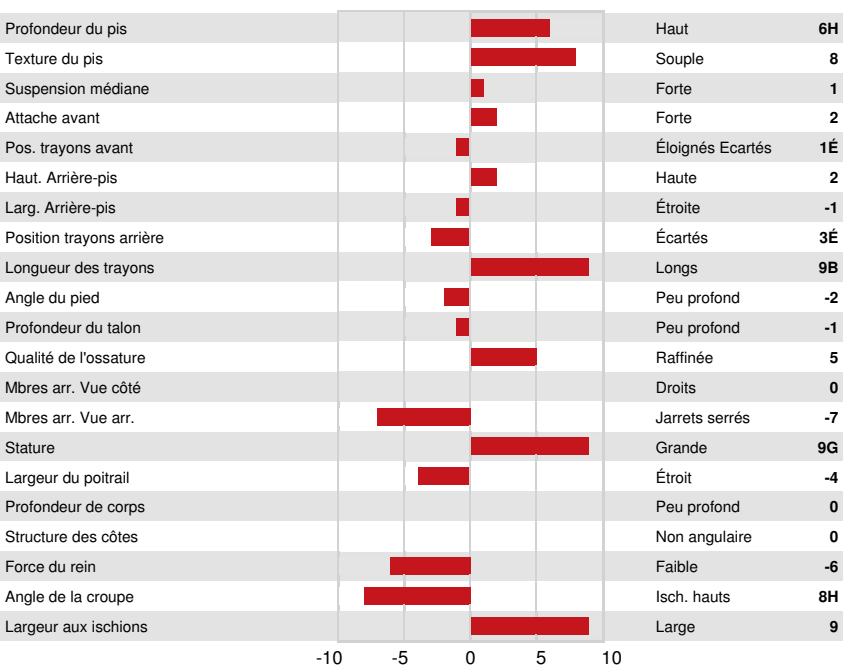 Profondeur du pis Haut 6H
Texture du pis Souple 8
Suspension médiane Forte 1
Attache avant Forte 2
Pos. trayons avant Éloignés Ecartés 1É
Haut. Arrière-pis Haute 2
Larg. Arrière-pis Étroite -1
Position trayons arrière Écartés 3É
Longueur des trayons Longs 9B
Angle du pied Peu profond -2
Profondeur du talon Peu profond -1
Qualité de l'ossature Raffinée 5
Mbres arr. Vue côté Droits 0
Mbres arr. Vue arr. Jarrets serrés -7
Stature Grande 9G
Largeur du poitrail Étroit -4
Profondeur de corps Peu profond 0
Structure des côtes Non angulaire 0
Force du rein Faible -6
Angle de la croupe Isch. hauts 8H
Largeur aux ischions Large 9
-10 -5 0 5 10